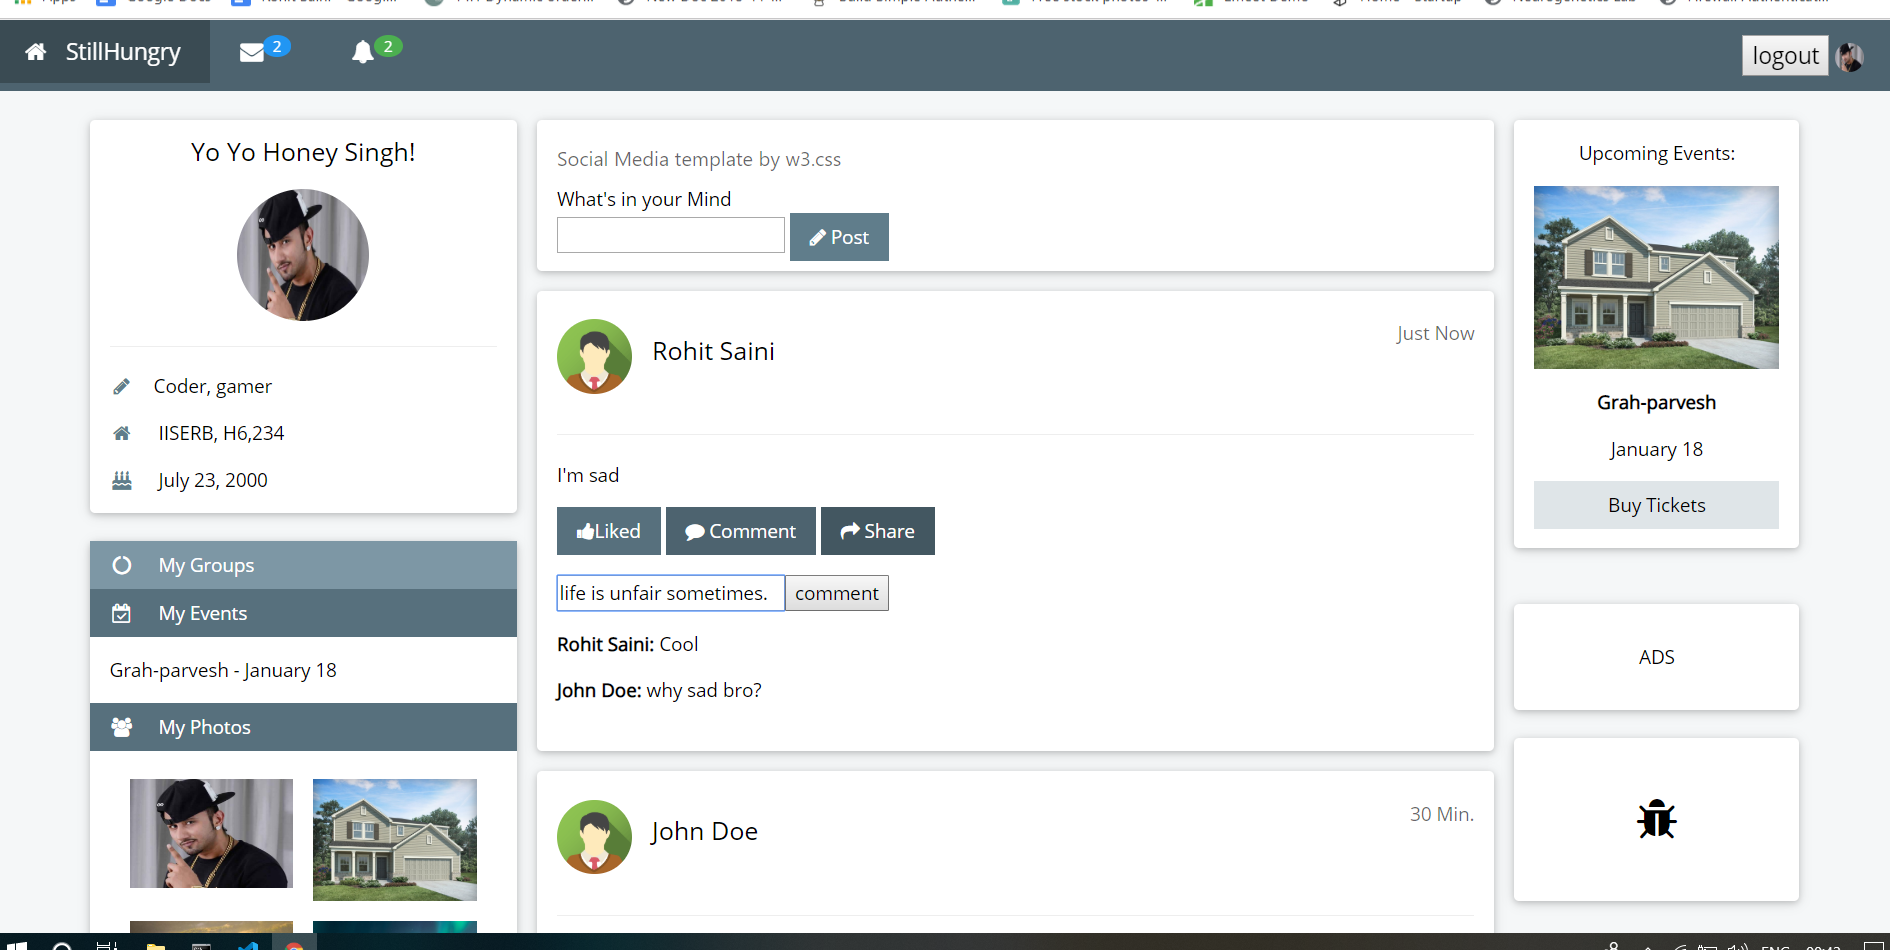 StillHungry 2 2 logout
Yo Yo Honey Singh!
Coder, gamer
IISERB, H6,234
July 23, 2000
My Groups
My Events
Grah-parvesh - January 18
My Photos
Social Media template by w3.css
What's in your Mind
Post
Rohit Saini
Just Now
I'm sad
Liked Comment Share
life is unfair sometimes. comment
Rohit Saini: Cool
John Doe: why sad bro?
John Doe
30 Min.
Upcoming Events:
Grah-parvesh
January 18
Buy Tickets
ADS